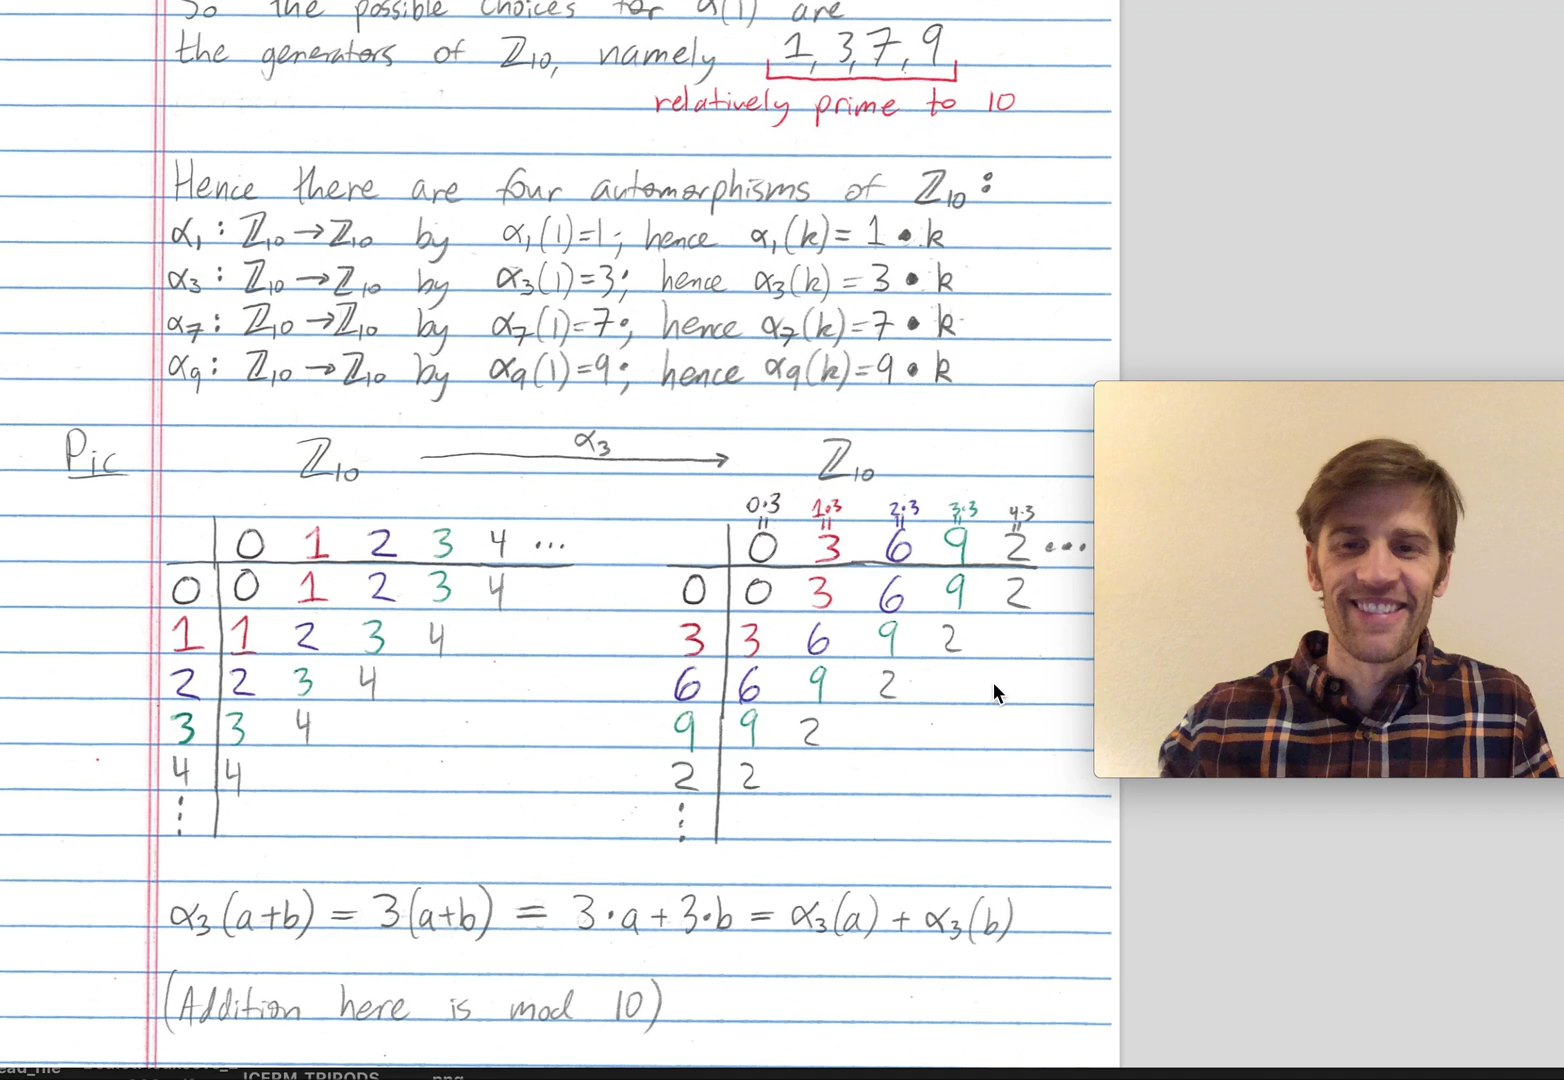 So the possible choices for α(1) are
the generators of ℤ₁₀, namely 1, 3, 7, 9
relatively prime to 10
Hence there are four automorphisms of ℤ₁₀:
α₁: ℤ₁₀→ℤ₁₀ by α₁(1)=1; hence α₁(k)= 1 • k
α₃: ℤ₁₀→ℤ₁₀ by α₃(1)=3; hence α₃(k) = 3 • k
α₇: ℤ₁₀→ℤ₁₀ by α₇(1)=7; hence α₇(k)=7 • k
α₉: ℤ₁₀→ℤ₁₀ by α₉(1)=9; hence α₉(k)=9 • k
Pic ℤ₁₀ α₃ → ℤ₁₀
0·3 1·3 2·3 3·3 4·3
0 1 2 3 4 ... 0 3 6 9 2 ...
0 0 1 2 3 4 0 0 3 6 9 2
1 1 2 3 4 3 3 6 9 2
2 2 3 4 6 6 9 2
3 3 4 9 9 2
4 4 2 2
⋮ ⋮
α₃(a+b) = 3(a+b) = 3·a+3·b = α₃(a) + α₃(b)
(Addition here is mod 10)
ICERM_TRIPODS png